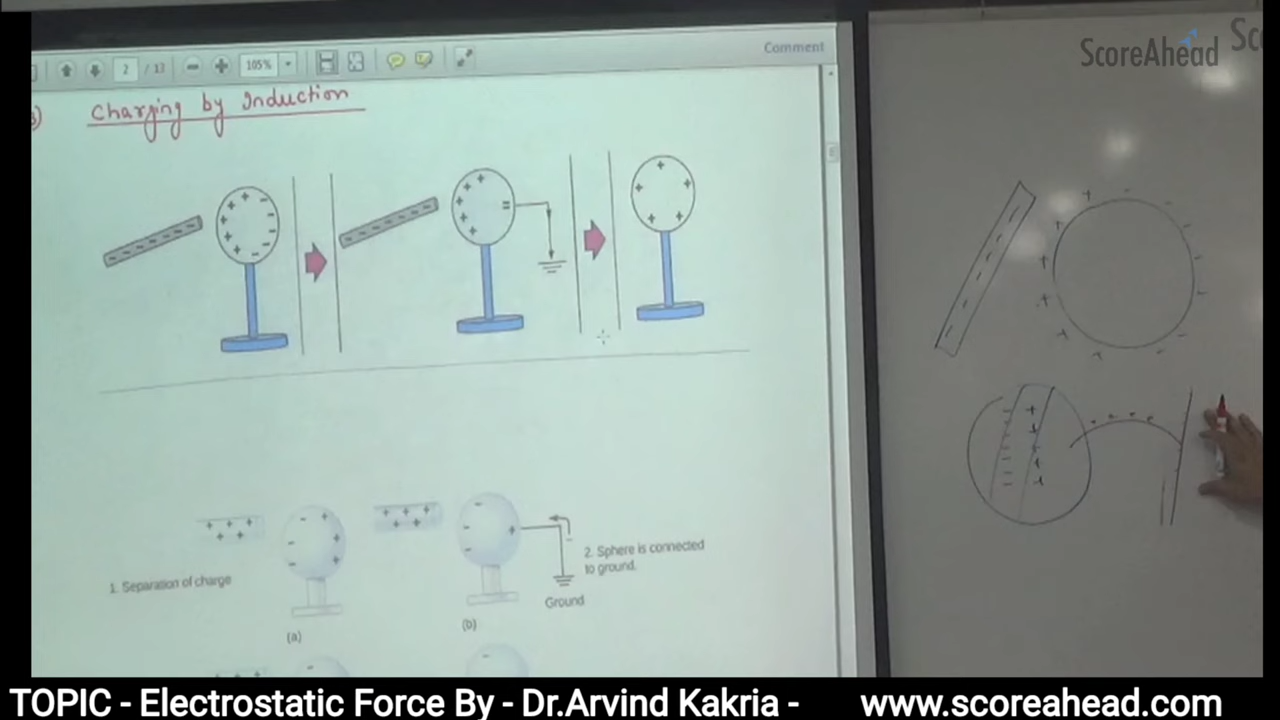 Comment
2 / 13 105%
ScoreAhead
Charging by Induction
1. Separation of charge
2. Sphere is connected
to ground.
Ground
(a)
(b)
TOPIC - Electrostatic Force By - Dr.Arvind Kakria - www.scoreahead.com